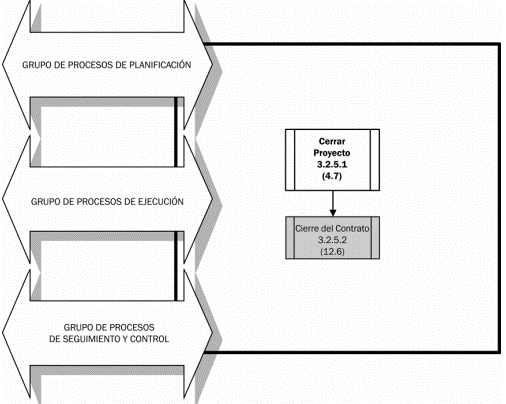 GRUPO DE PROCESOS DE PLANIFICACIÓN
GRUPO DE PROCESOS DE EJECUCIÓN
GRUPO DE PROCESOS
DE SEGUIMIENTO Y CONTROL
Cerrar
Proyecto
3.2.5.1
(4.7)
Cierre del Contrato
3.2.5.2
(12.6)